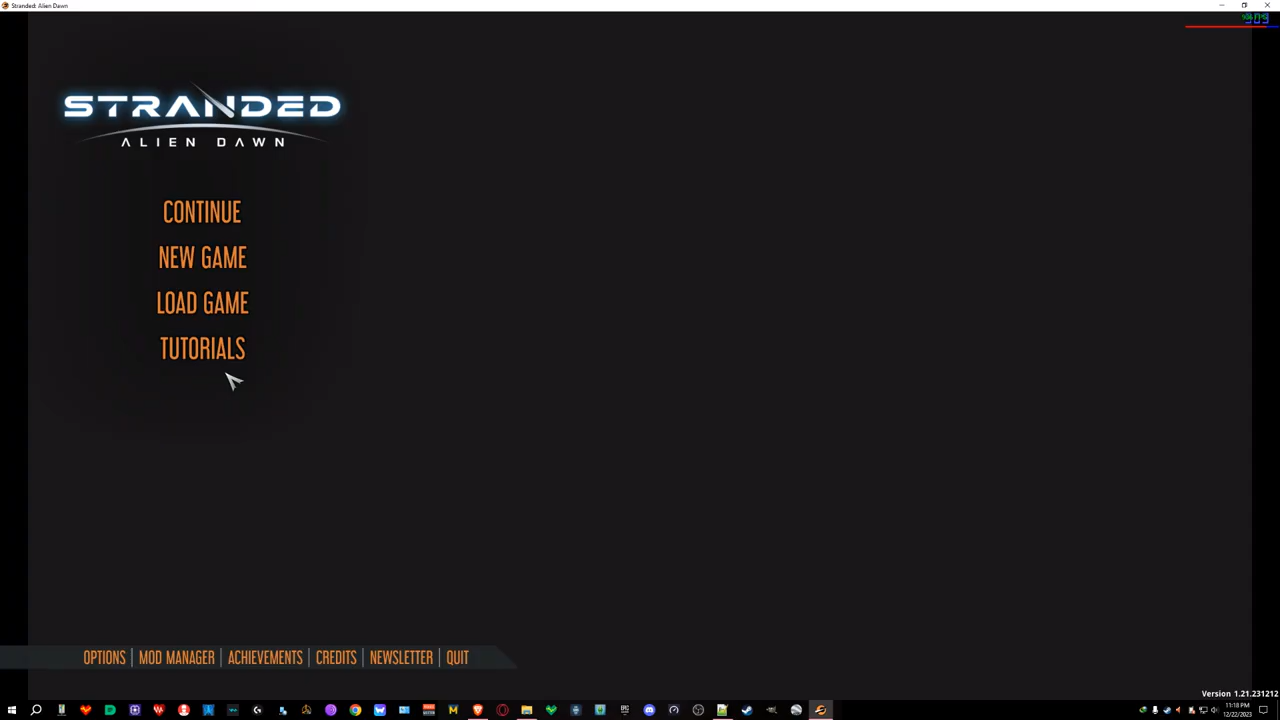 Stranded: Alien Dawn
STRANDED
ALIEN DAWN
CONTINUE
NEW GAME
LOAD GAME
TUTORIALS
OPTIONS | MOD MANAGER | ACHIEVEMENTS | CREDITS | NEWSLETTER | QUIT
Version 1.21.231212
11:18 PM
12/22/2023